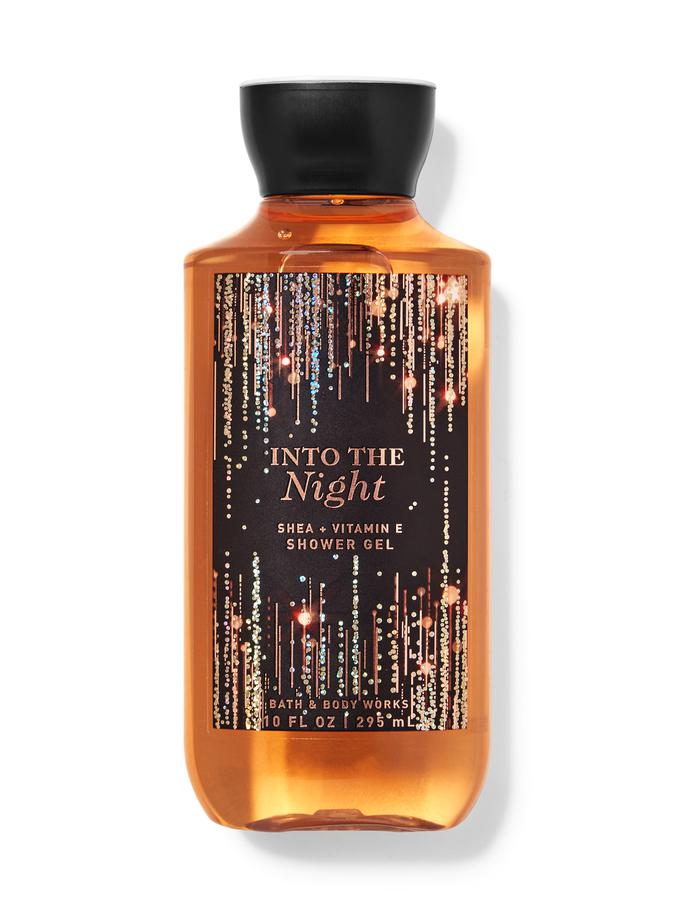 INTO THE
Night
SHEA + VITAMIN E
SHOWER GEL
BATH & BODY WORKS
10 FL OZ | 295 mL